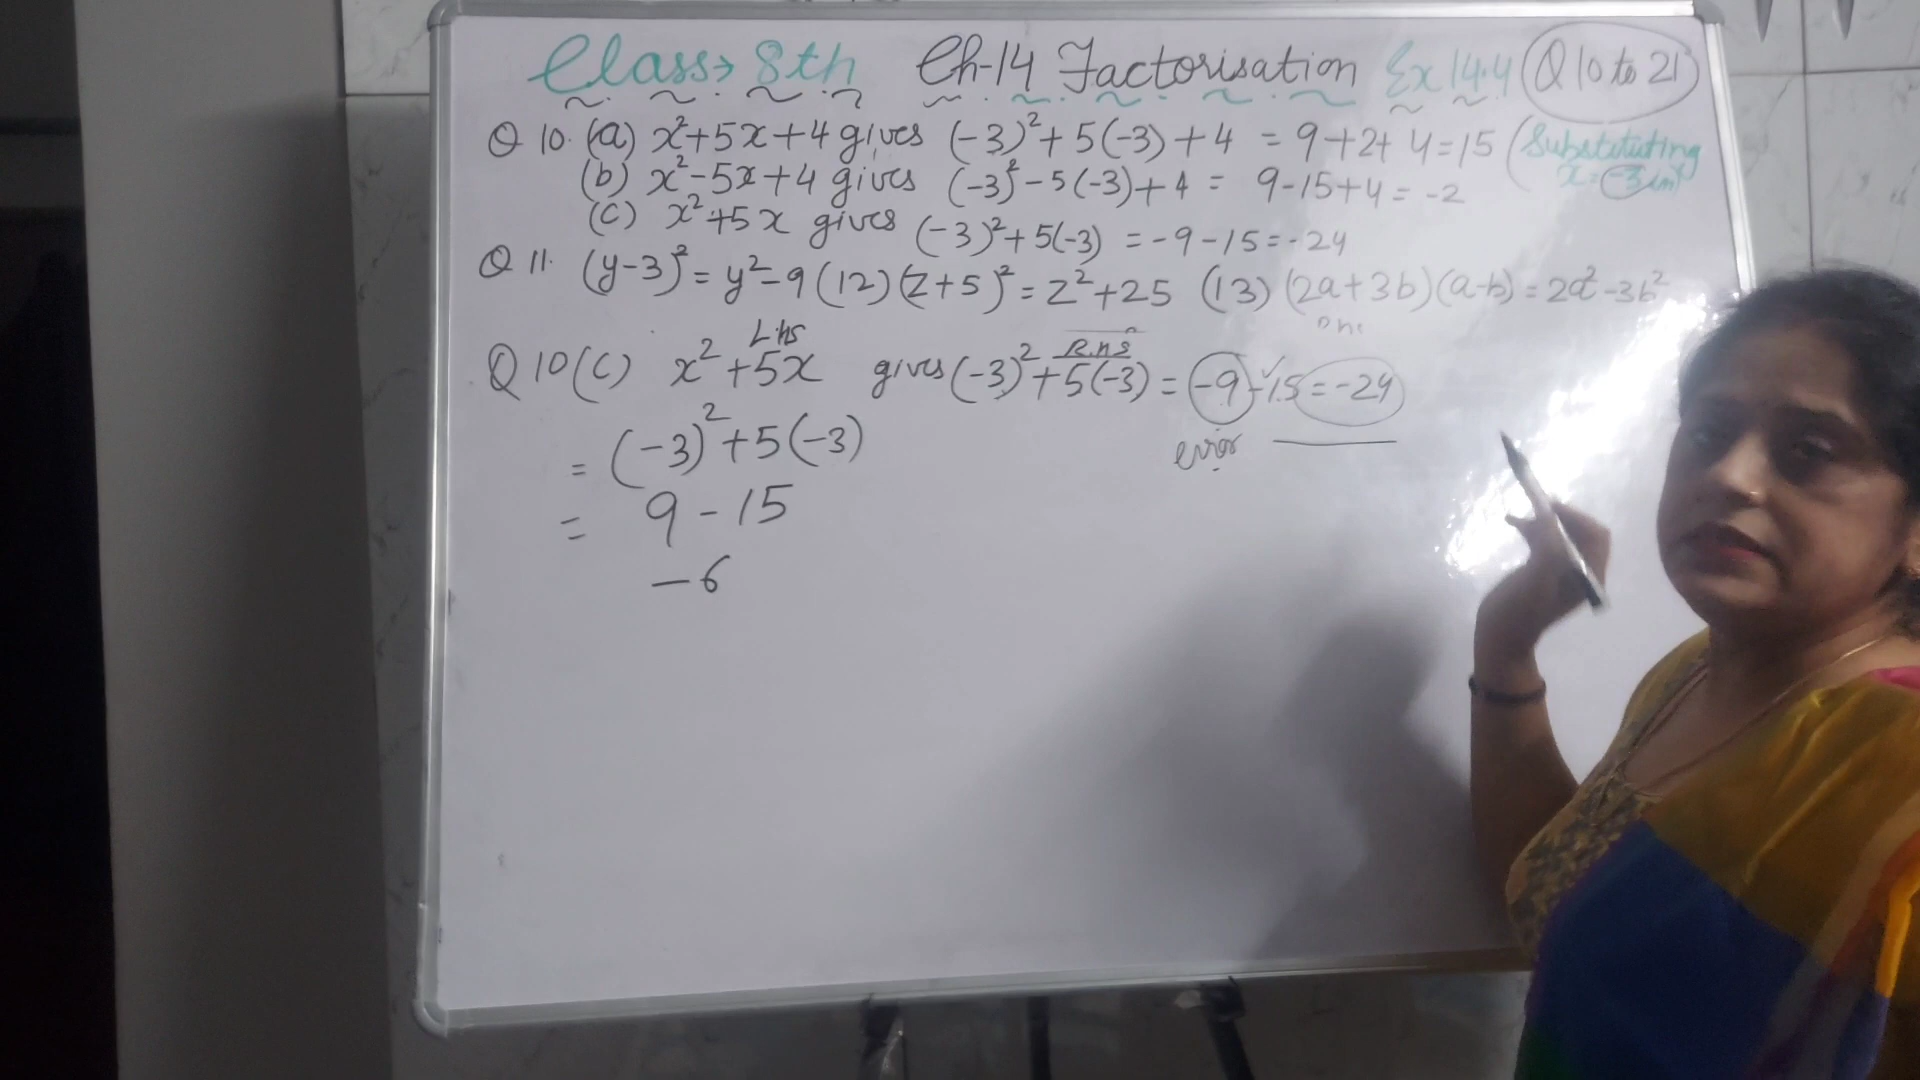 Class→ 8th Ch-14 Factorisation Ex 14.4 (Q 10 to 21)
Q 10. (a) x²+5x+4 gives (-3)²+5(-3)+4 = 9+2+4=15 (Substituting x=-3 in)
(b) x²-5x+4 gives (-3)²-5(-3)+4 = 9-15+4=-2
(c) x²+5x gives (-3)²+5(-3) = -9-15=-24
Q 11. (y-3)²=y²-9 (12) (z+5)²=z²+25 (13) (2a+3b)(a-b)=2a²-3b²
L.hs R.hs
Q 10(c) x²+5x gives (-3)²+5(-3) = -9-15=-24
= (-3)²+5(-3) error
= 9-15
-6